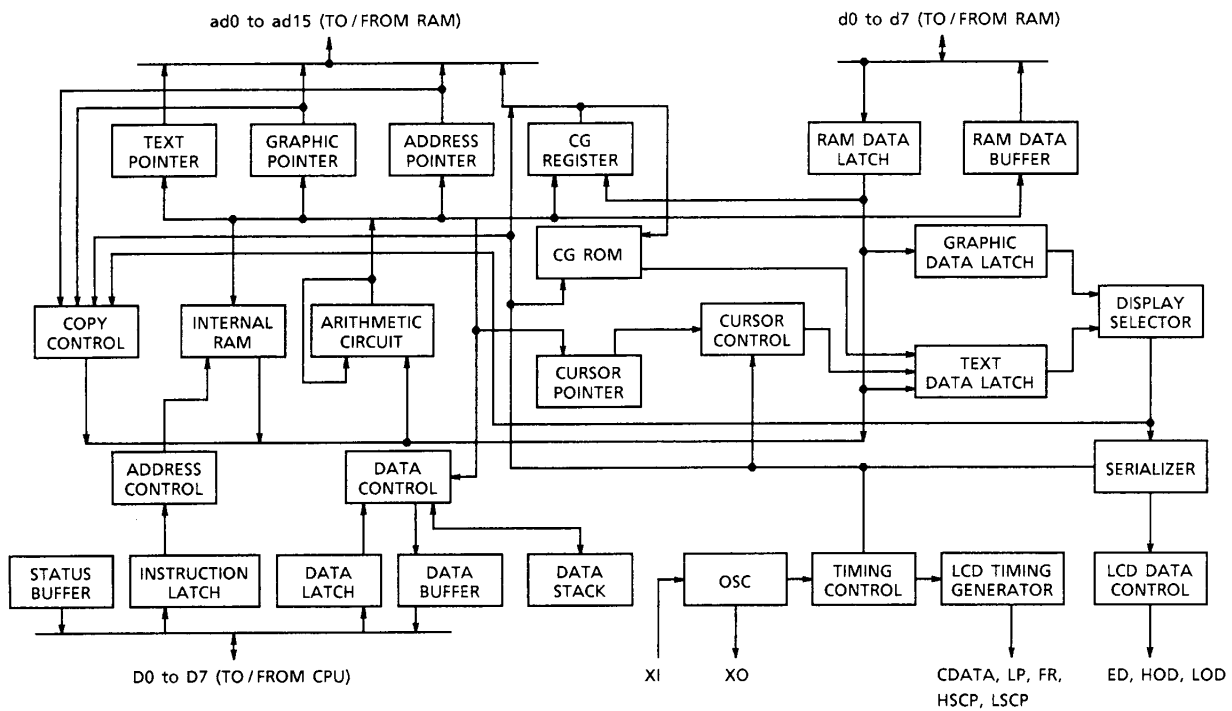 ad0 to ad15 (TO / FROM RAM)
d0 to d7 (TO / FROM RAM)
TEXT
POINTER
GRAPHIC
POINTER
ADDRESS
POINTER
CG
REGISTER
RAM DATA
LATCH
RAM DATA
BUFFER
CG ROM
GRAPHIC
DATA LATCH
COPY
CONTROL
INTERNAL
RAM
ARITHMETIC
CIRCUIT
CURSOR
POINTER
CURSOR
CONTROL
TEXT
DATA LATCH
DISPLAY
SELECTOR
ADDRESS
CONTROL
DATA
CONTROL
SERIALIZER
STATUS
BUFFER
INSTRUCTION
LATCH
DATA
LATCH
DATA
BUFFER
DATA
STACK
OSC
TIMING
CONTROL
LCD TIMING
GENERATOR
LCD DATA
CONTROL
D0 to D7 (TO / FROM CPU)
XI
XO
CDATA, LP, FR,
HSCP, LSCP
ED, HOD, LOD